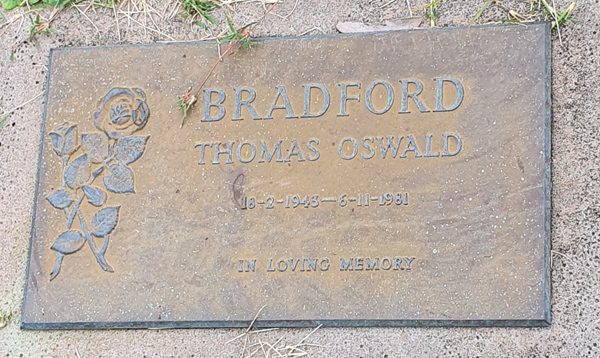 BRADFORD
THOMAS OSWALD
18-2-1943—6-11-1981
IN LOVING MEMORY